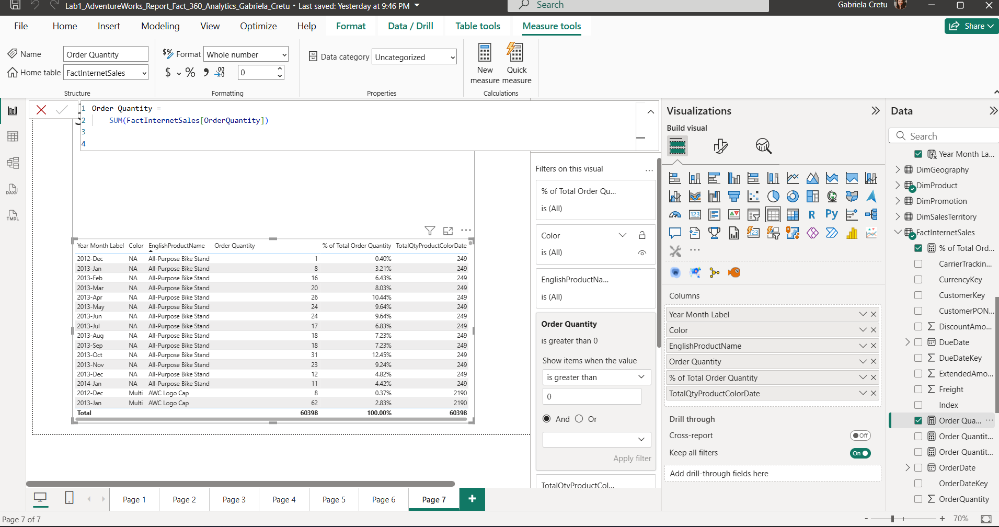 Lab1_AdventureWorks_Report_Fact_360_Analytics_Gabriela_Cretu • Last saved: Yesterday at 9:46 PM
Search
Gabriela Cretu
File Home Insert Modeling View Optimize Help Format Data / Drill Table tools Measure tools
Share
Name Order Quantity
Home table FactInternetSales
Structure
Format Whole number
$ % 9 .00 0
Formatting
Data category Uncategorized
Properties
New measure
Quick measure
Calculations
1 Order Quantity =
2 SUM(FactInternetSales[OrderQuantity])
3
4
DAX
TMDL
Year Month Label Color EnglishProductName Order Quantity % of Total Order Quantity TotalQtyProductColorDate
2012-Dec NA All-Purpose Bike Stand 1 0.40% 249
2013-Jan NA All-Purpose Bike Stand 8 3.21% 249
2013-Feb NA All-Purpose Bike Stand 16 6.43% 249
2013-Mar NA All-Purpose Bike Stand 20 8.03% 249
2013-Apr NA All-Purpose Bike Stand 26 10.44% 249
2013-May NA All-Purpose Bike Stand 24 9.64% 249
2013-Jun NA All-Purpose Bike Stand 24 9.64% 249
2013-Jul NA All-Purpose Bike Stand 17 6.83% 249
2013-Aug NA All-Purpose Bike Stand 18 7.23% 249
2013-Sep NA All-Purpose Bike Stand 18 7.23% 249
2013-Oct NA All-Purpose Bike Stand 31 12.45% 249
2013-Nov NA All-Purpose Bike Stand 23 9.24% 249
2013-Dec NA All-Purpose Bike Stand 12 4.82% 249
2014-Jan NA All-Purpose Bike Stand 11 4.42% 249
2012-Dec Multi AWC Logo Cap 8 0.37% 2190
2013-Jan Multi AWC Logo Cap 62 2.83% 2190
Total 60398 100.00% 60398
Filters on this visual ...
% of Total Order Qu...
is (All)
Color
is (All)
EnglishProductNa...
is (All)
Order Quantity
is greater than 0
Show items when the value
is greater than
0
And Or
Apply filter
TotalQtyProductCol...
Visualizations
Build visual
123
R Py
123
...
Columns
Year Month Label
Color
EnglishProductName
Order Quantity
% of Total Order Quantity
TotalQtyProductColorDate
Drill through
Cross-report Off
Keep all filters On
Add drill-through fields here
Data
Search
Year Month La...
DimGeography
DimProduct
DimPromotion
DimSalesTerritory
FactInternetSales
% of Total Ord...
CarrierTrackin...
CurrencyKey
CustomerKey
CustomerPON...
DiscountAmo...
DueDate
DueDateKey
ExtendedAmo...
Freight
Index
Order Qua... ...
Order Quantit...
Order Quantit...
OrderDate
OrderDateKey
OrderQuantity
Page 1 Page 2 Page 3 Page 4 Page 5 Page 6 Page 7 +
Page 7 of 7
- + 70%